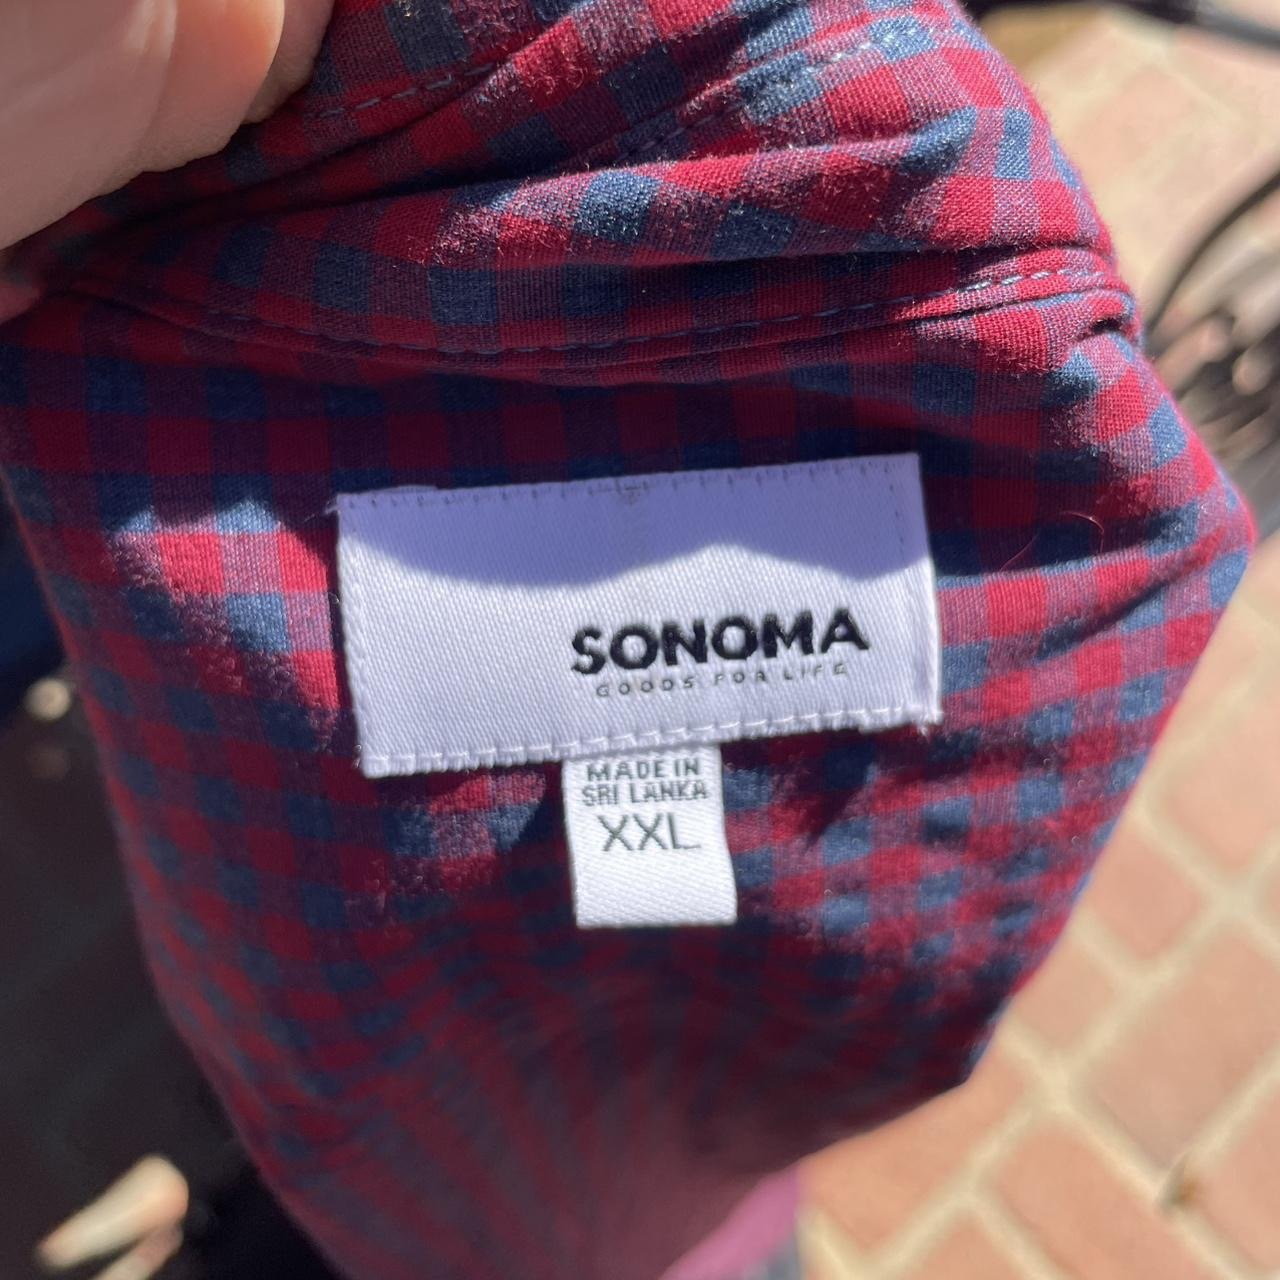 SONOMA
GOODS FOR LIFE
MADE IN
SRI LANKA
XXL